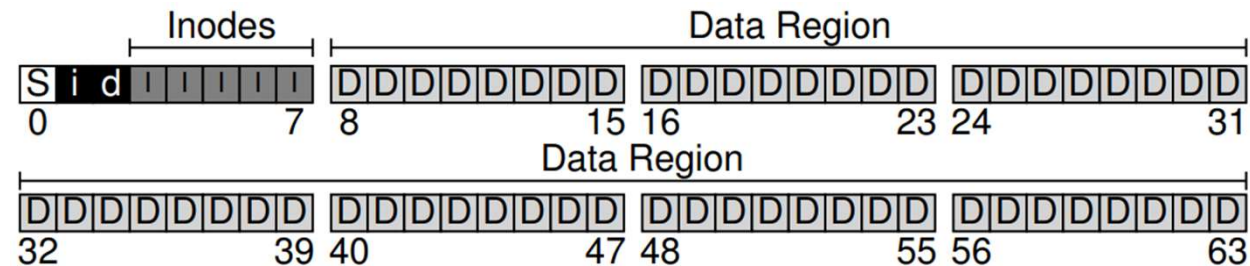 Inodes Data Region
S i d I I I I I D D D D D D D D D D D D D D D D D D D D D D D D
0 7 8 15 16 23 24 31
Data Region
D D D D D D D D D D D D D D D D D D D D D D D D D D D D D D D D
32 39 40 47 48 55 56 63